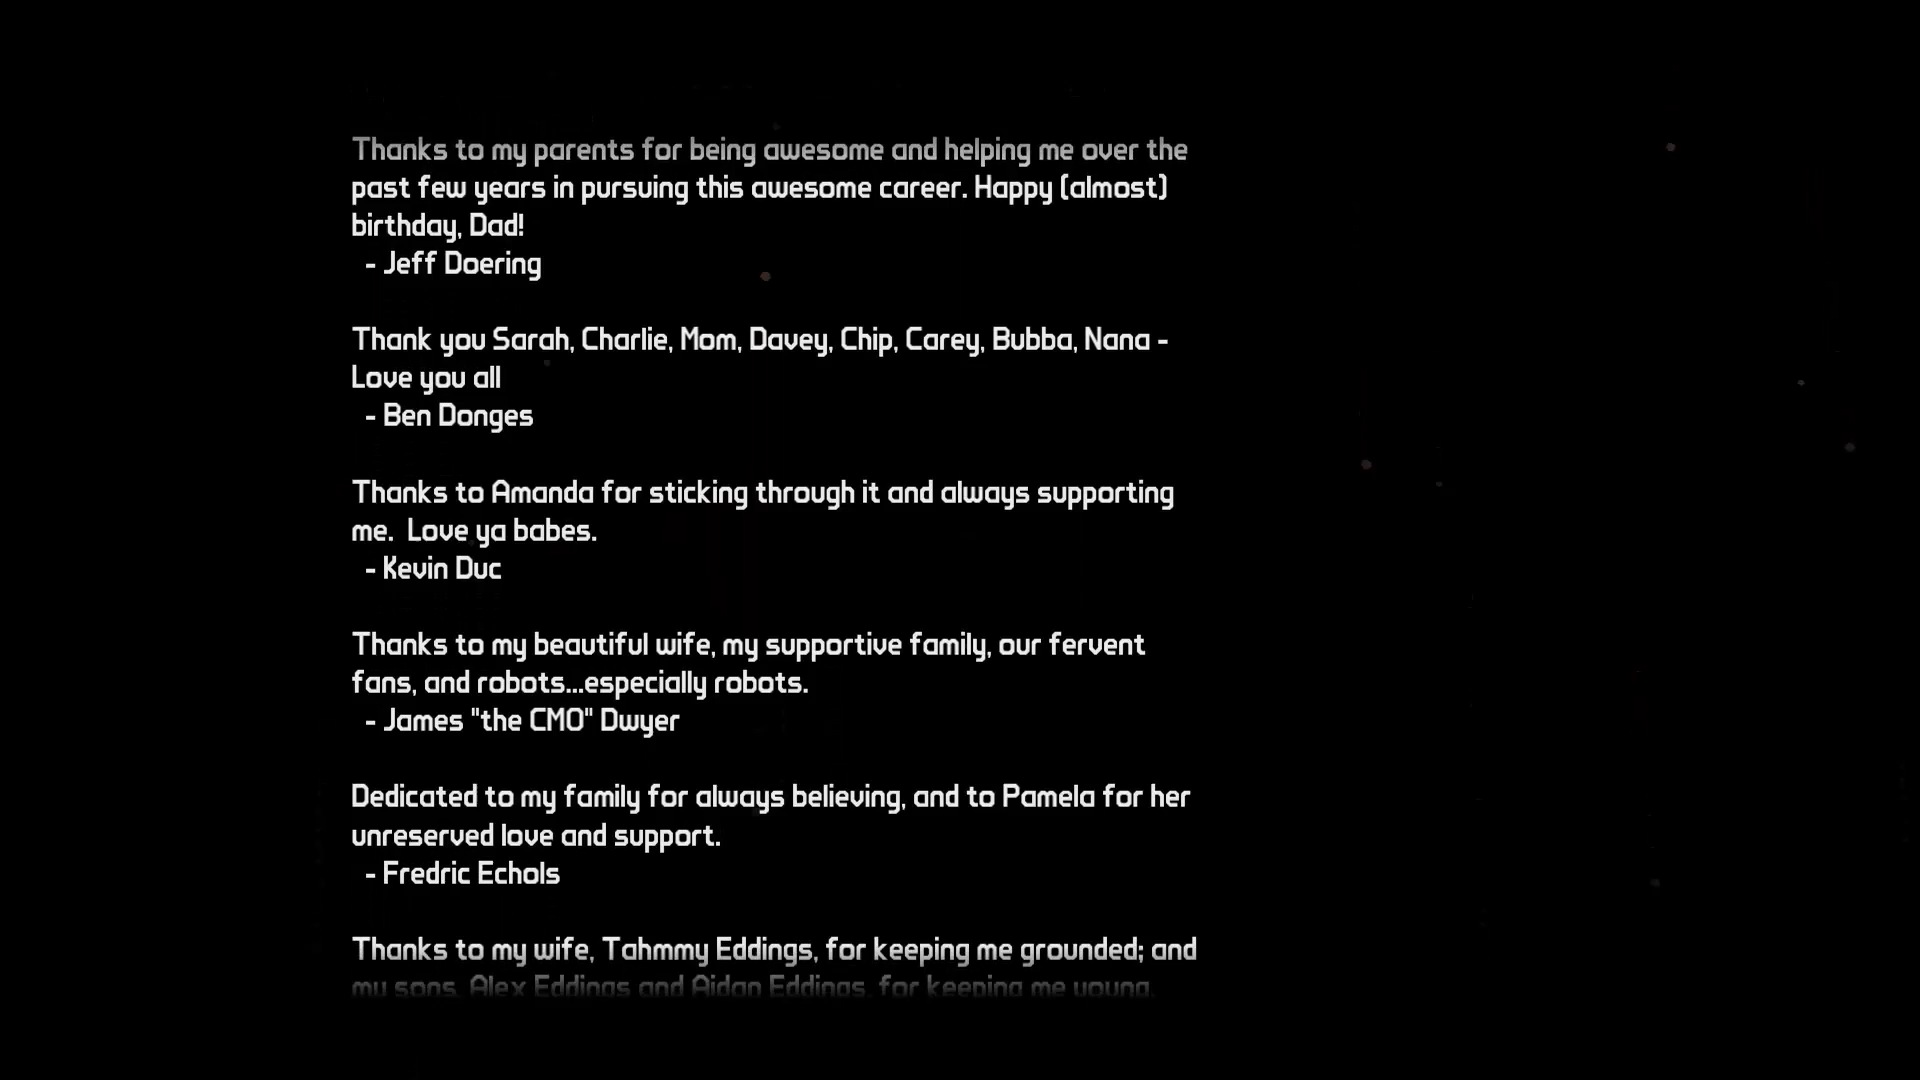 Thanks to my parents for being awesome and helping me over the
past few years in pursuing this awesome career. Happy (almost)
birthday, Dad!
- Jeff Doering
Thank you Sarah, Charlie, Mom, Davey, Chip, Carey, Bubba, Nana -
Love you all
- Ben Donges
Thanks to Amanda for sticking through it and always supporting
me.  Love ya babes.
- Kevin Duc
Thanks to my beautiful wife, my supportive family, our fervent
fans, and robots...especially robots.
- James "the CMO" Dwyer
Dedicated to my family for always believing, and to Pamela for her
unreserved love and support.
- Fredric Echols
Thanks to my wife, Tahmmy Eddings, for keeping me grounded; and
my sons, Alex Eddings and Aidan Eddings, for keeping me young.